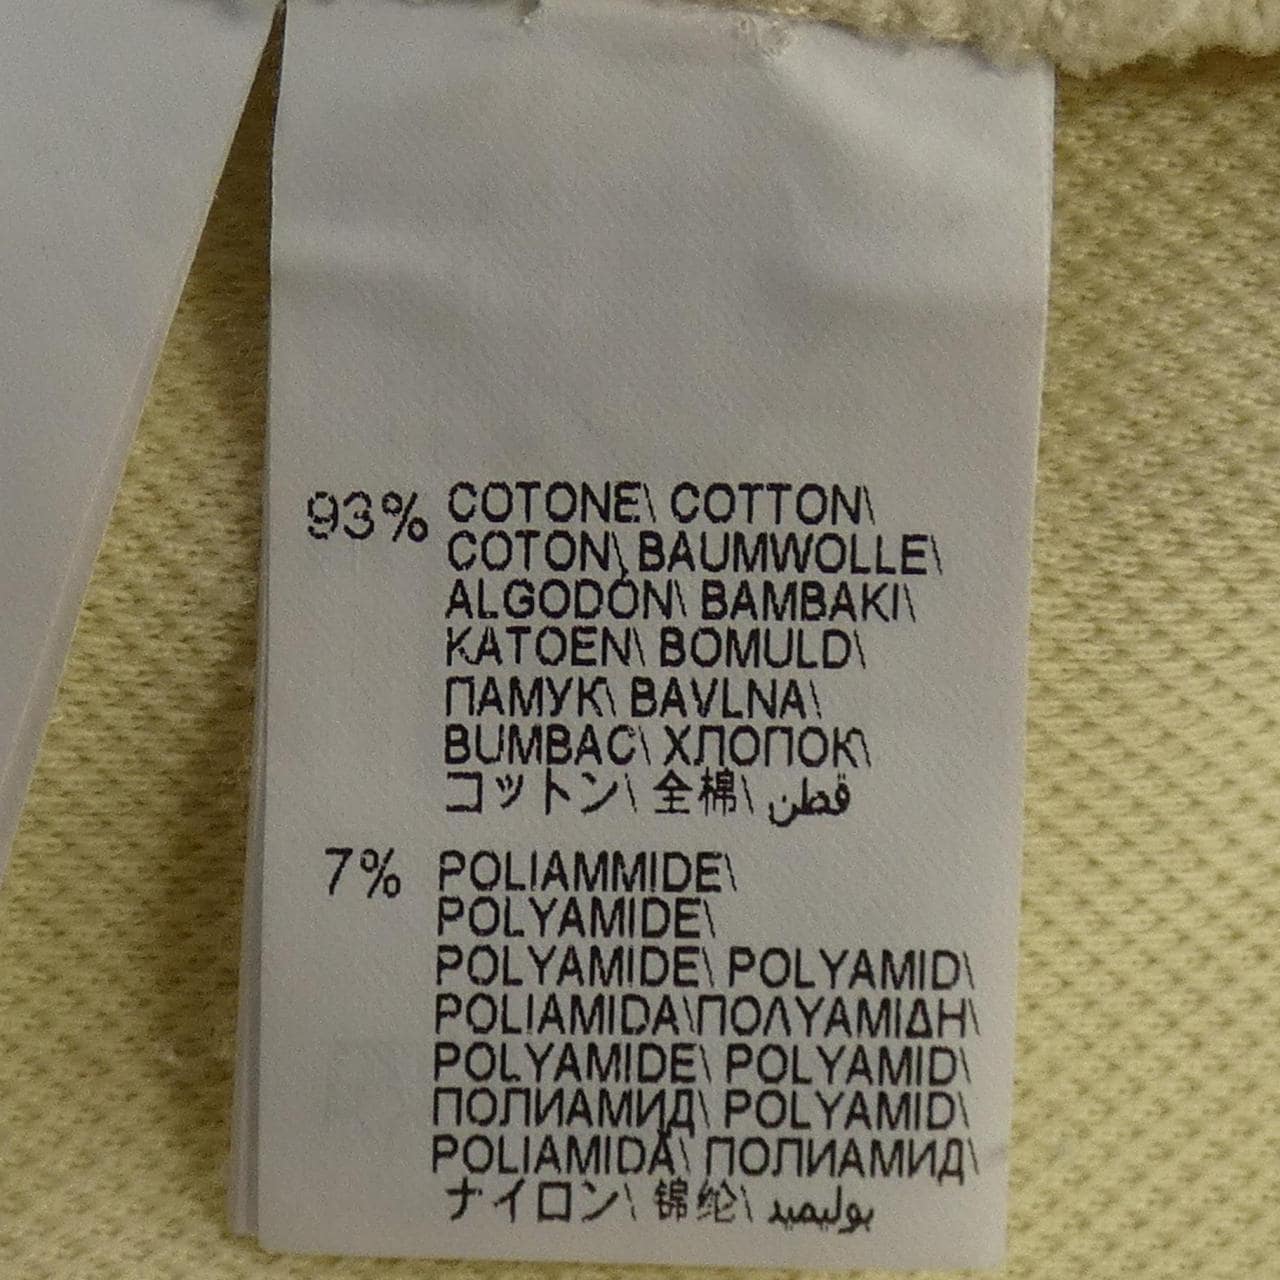 93% COTONE\ COTTON\
COTON\ BAUMWOLLE\
ALGODÓN\ BAMBAKI\
KATOEN\ BOMULD\
ПАМУК\ BAVLNA\
BUMBAC\ ХЛОПОК\
コットン\ 全棉\ قطن
7% POLIAMMIDE\
POLYAMIDE\
POLYAMIDE\ POLYAMID\
POLIAMIDA\ΠΟΛΥΑΜΙΔΗ\
POLYAMIDE\ POLYAMID\
ПОЛИАМИД\ POLYAMID\
POLIAMIDĂ\ ПОЛИАМИД\
ナイロン\ 锦纶\ بوليميد